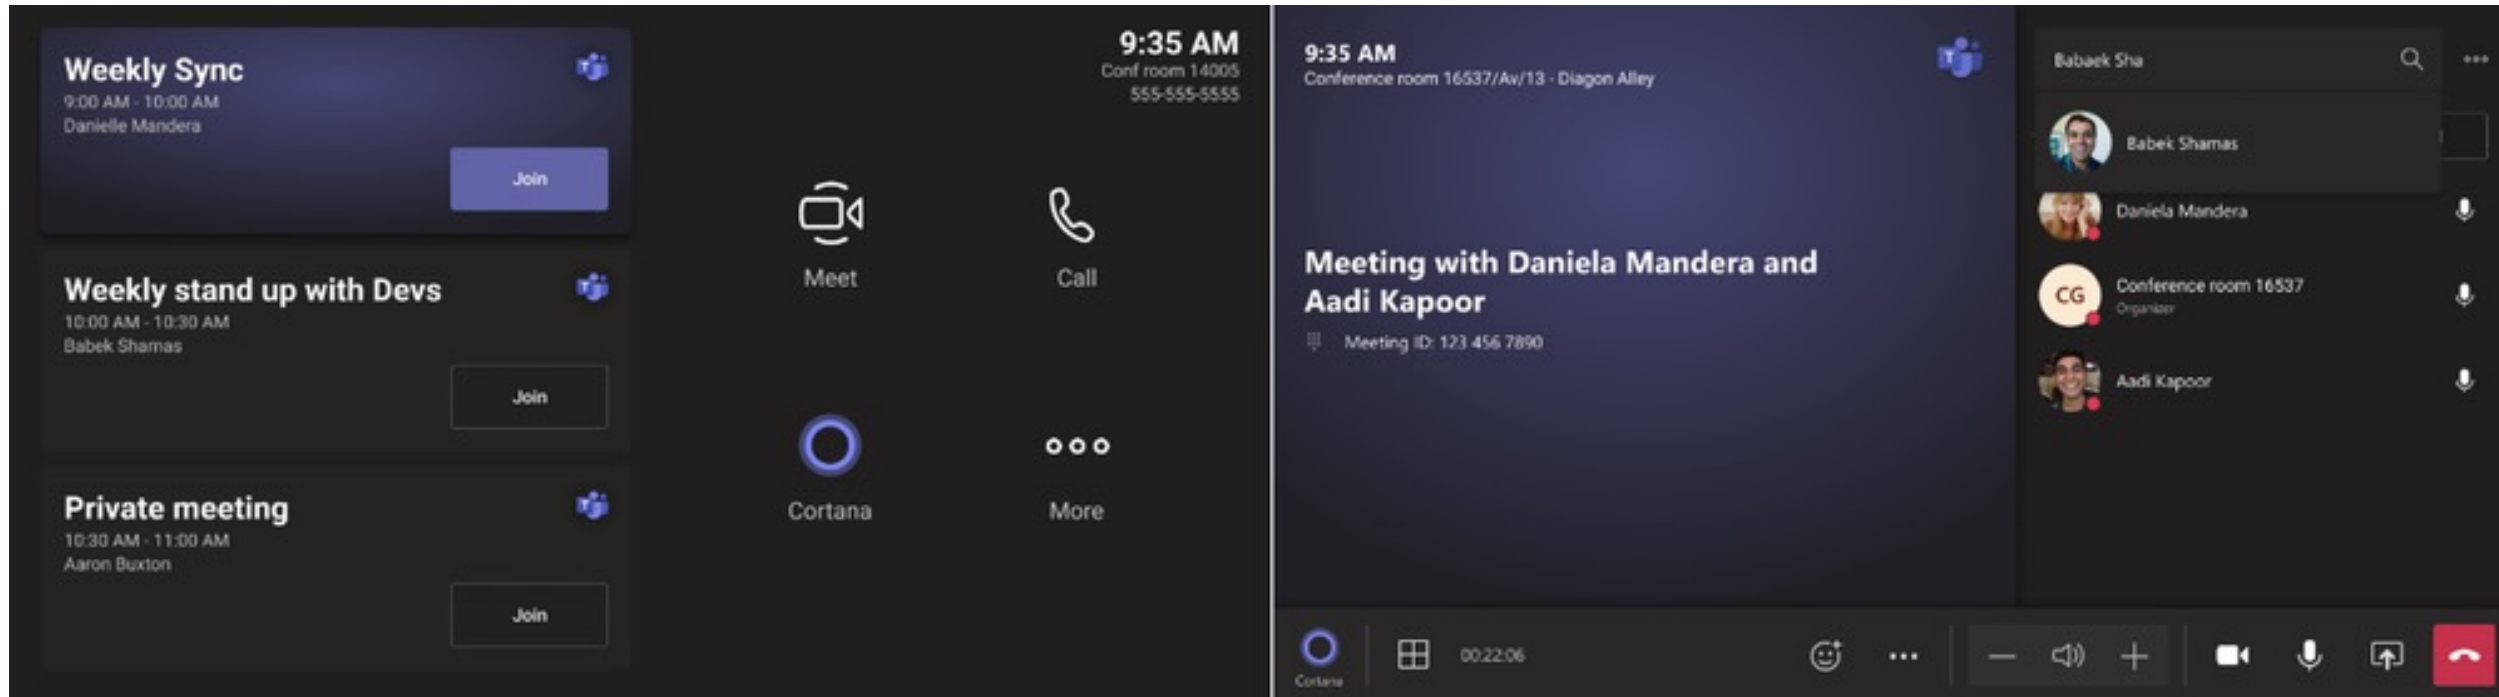 Weekly Sync
9:00 AM - 10:00 AM
Danielle Mandera
Join
Weekly stand up with Devs
10:00 AM - 10:30 AM
Babek Shamas
Join
Private meeting
10:30 AM - 11:00 AM
Aaron Buxton
Join
9:35 AM
Conf room 14005
555-555-5555
Meet
Call
Cortana
More
9:35 AM
Conference room 16537/Av/13 - Diagon Alley
Meeting with Daniela Mandera and
Aadi Kapoor
Meeting ID: 123 456 7890
Babaek Sha
Babek Shamas
Daniela Mandera
CG
Conference room 16537
Organizer
Aadi Kapoor
Cortana
00:22:06